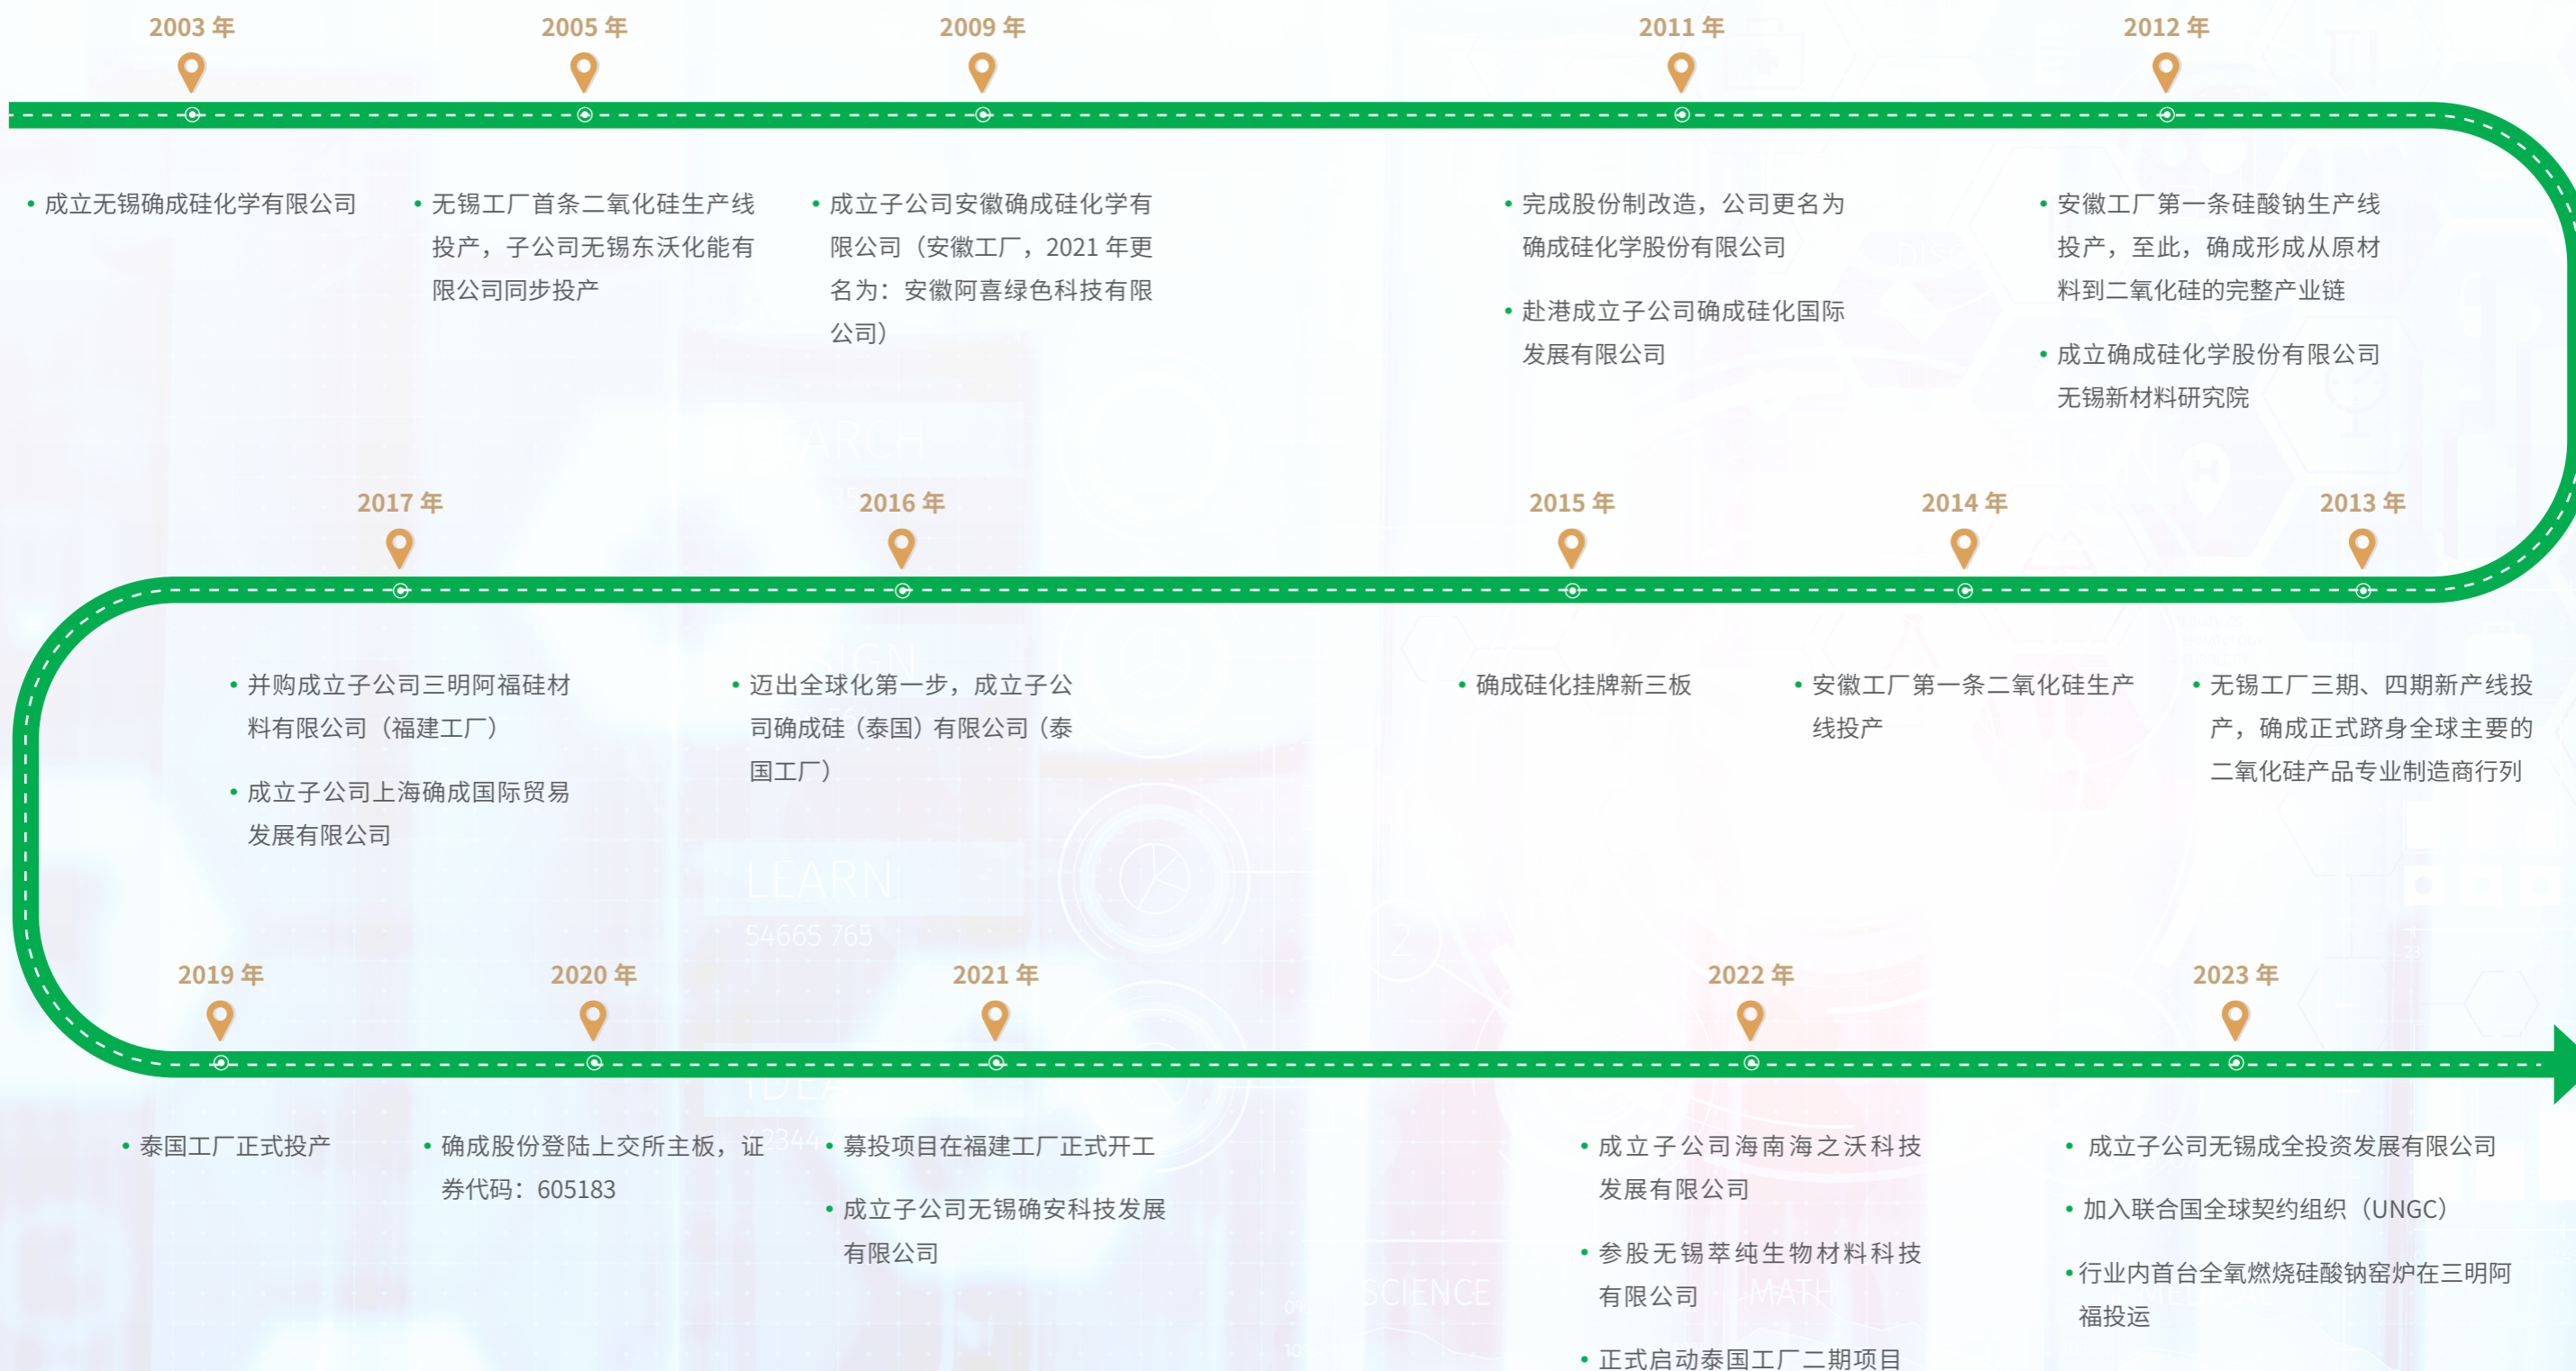 2003 年
2005 年
2009 年
2011 年
2012 年
• 成立无锡确成硅化学有限公司
• 无锡工厂首条二氧化硅生产线
投产，子公司无锡东沃化能有
限公司同步投产
• 成立子公司安徽确成硅化学有
限公司（安徽工厂，2021 年更
名为：安徽阿喜绿色科技有限
公司）
• 完成股份制改造，公司更名为
确成硅化学股份有限公司
• 赴港成立子公司确成硅化国际
发展有限公司
• 安徽工厂第一条硅酸钠生产线
投产，至此，确成形成从原材
料到二氧化硅的完整产业链
• 成立确成硅化学股份有限公司
无锡新材料研究院
2017 年
2016 年
2015 年
2014 年
2013 年
• 并购成立子公司三明阿福硅材
料有限公司（福建工厂）
• 成立子公司上海确成国际贸易
发展有限公司
• 迈出全球化第一步，成立子公
司确成硅（泰国）有限公司（泰
国工厂）
• 确成硅化挂牌新三板
• 安徽工厂第一条二氧化硅生产
线投产
• 无锡工厂三期、四期新产线投
产，确成正式跻身全球主要的
二氧化硅产品专业制造商行列
LEARN
54665 765
2019 年
2020 年
2021 年
2022 年
2023 年
• 泰国工厂正式投产
• 确成股份登陆上交所主板，证
券代码：605183
• 募投项目在福建工厂正式开工
• 成立子公司无锡确安科技发展
有限公司
• 成立子公司海南海之沃科技
发展有限公司
• 参股无锡萃纯生物材料科技
有限公司
• 正式启动泰国工厂二期项目
• 成立子公司无锡成全投资发展有限公司
• 加入联合国全球契约组织（UNGC）
• 行业内首台全氧燃烧硅酸钠窑炉在三明阿
福投运
SCIENCE
MATH